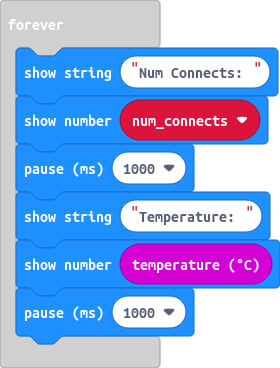 forever
show string "Num Connects: "
show number num_connects
pause (ms) 1000
show string "Temperature: "
show number temperature (°C)
pause (ms) 1000